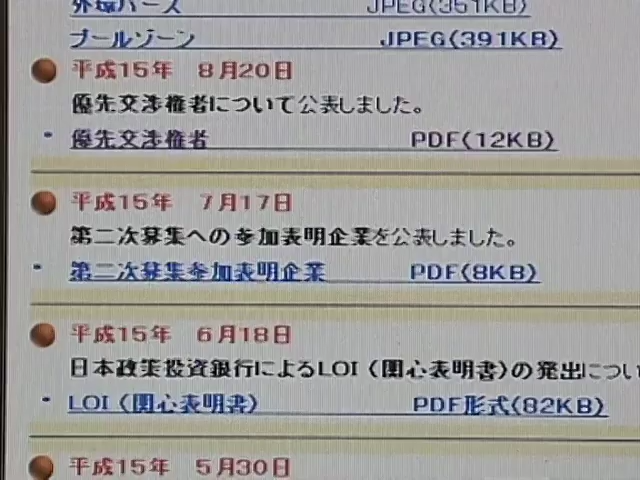 外環パース JPEG(351KB)
プールゾーン JPEG(391KB)
平成15年 8月20日
優先交渉権者について公表しました。
優先交渉権者 PDF(12KB)
平成15年 7月17日
第二次募集への参加表明企業を公表しました。
第二次募集参加表明企業 PDF(8KB)
平成15年 6月18日
日本政策投資銀行によるLOI（関心表明書）の発出につい
LOI（関心表明書） PDF形式(82KB)
平成15年 5月30日